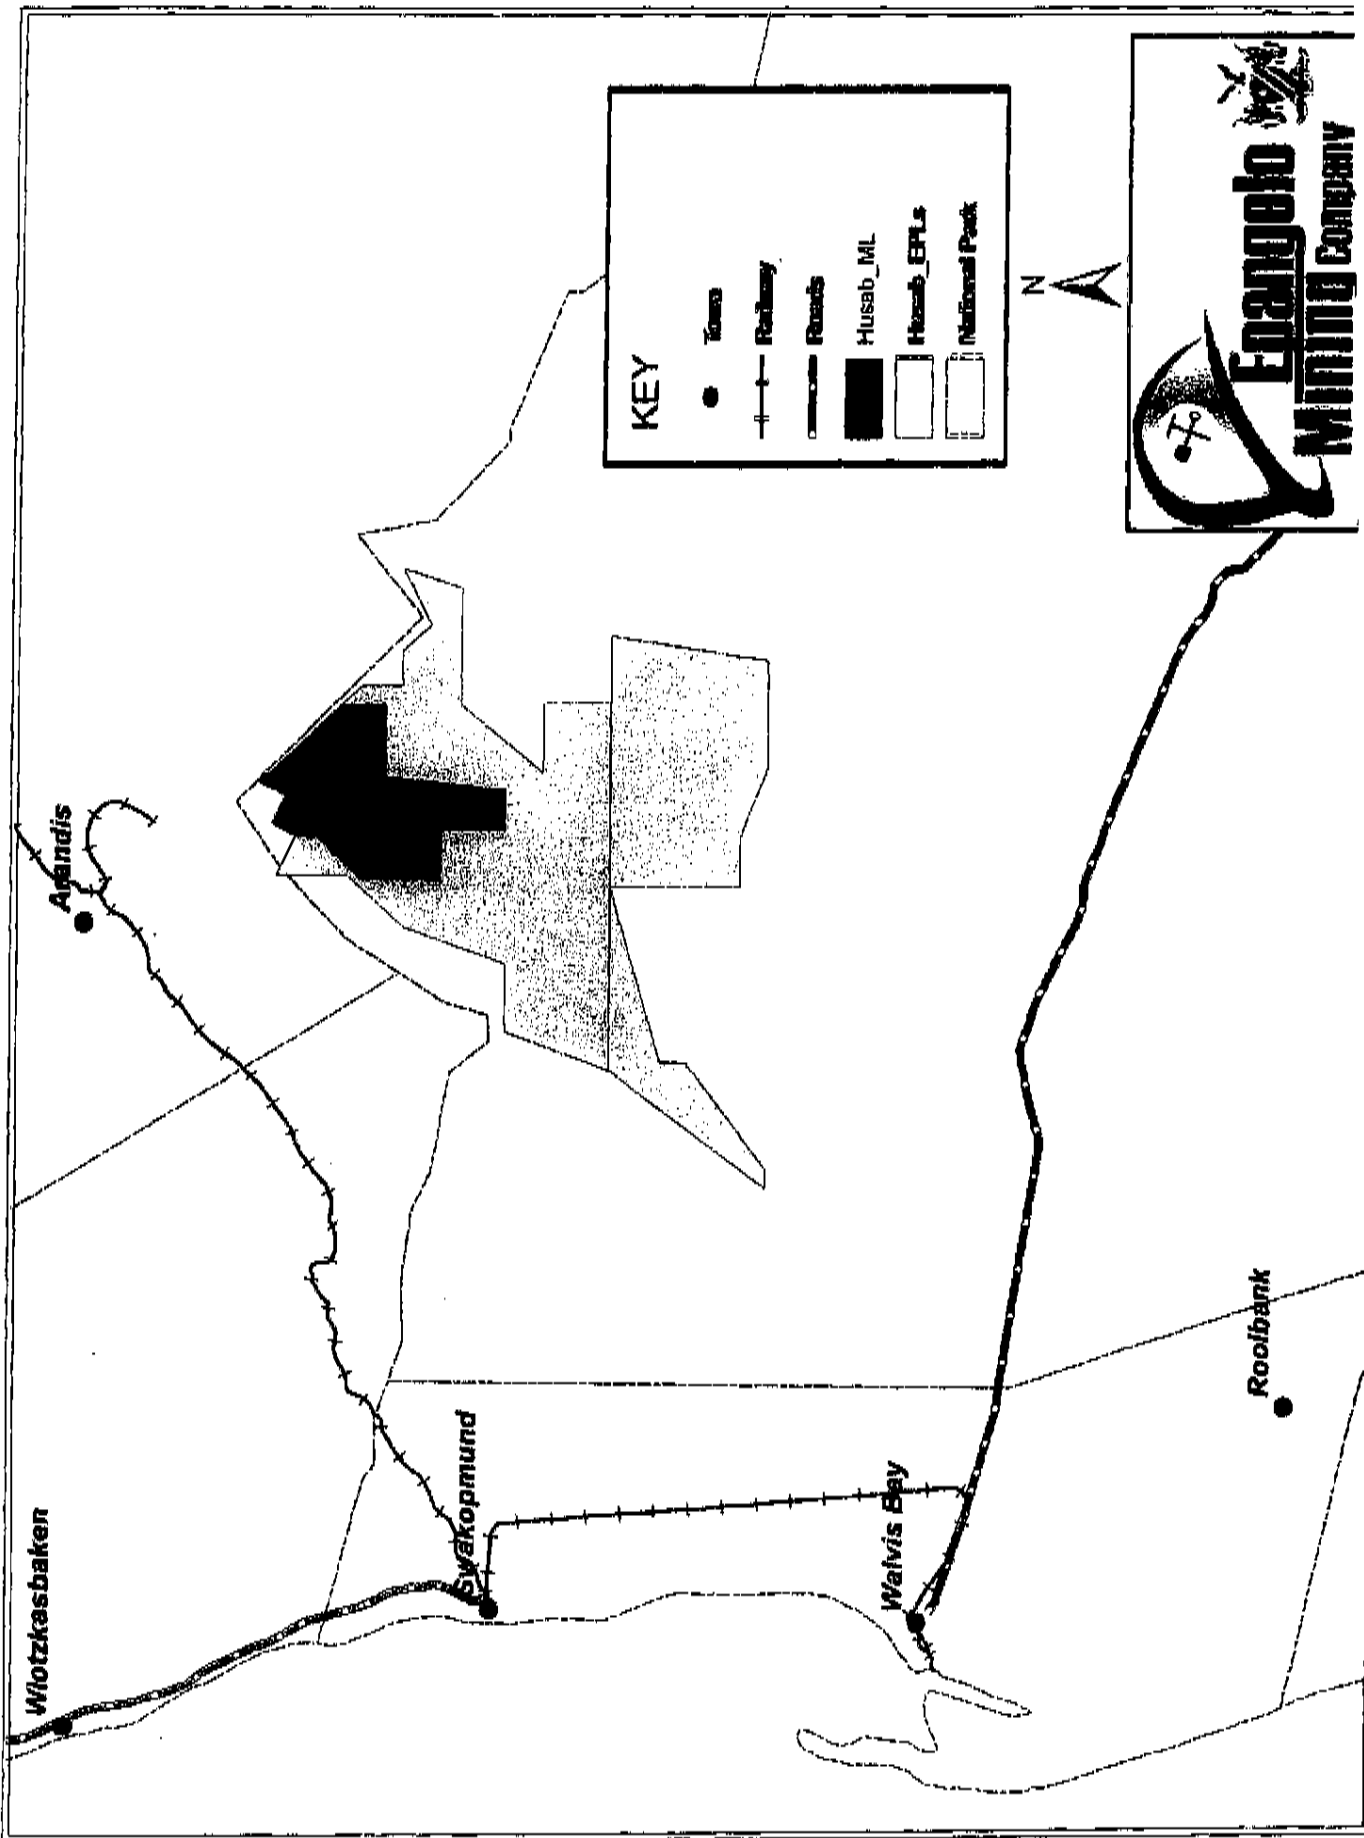 Wlotzkasbaken
Arandis
Swakopmund
Walvis Bay
Rooibank
KEY
Town
Railway
Roads
Husab_ML
Husab_EPLs
National Park
N
Epangelo
Mining Company